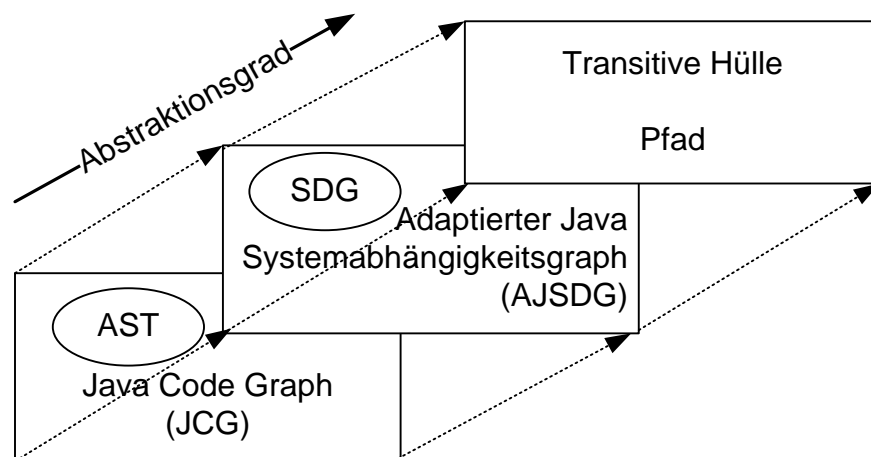 Abstraktionsgrad
Transitive Hülle
Pfad
SDG
Adaptierter Java
Systemabhängigkeitsgraph
(AJSDG)
AST
Java Code Graph
(JCG)